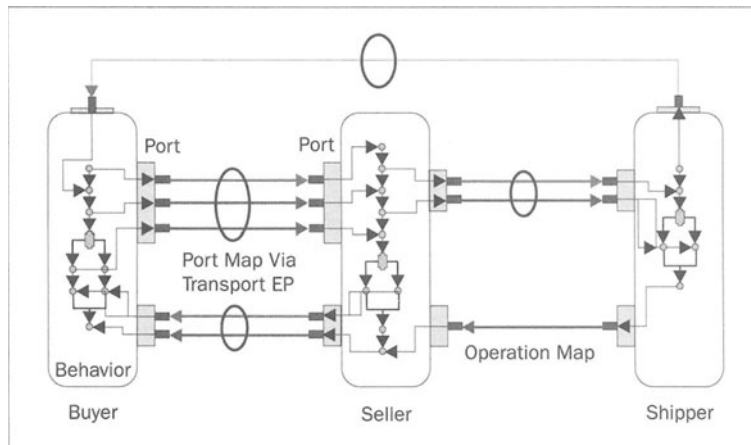 Port
Port
Port Map Via
Transport EP
Behavior
Operation Map
Buyer
Seller
Shipper